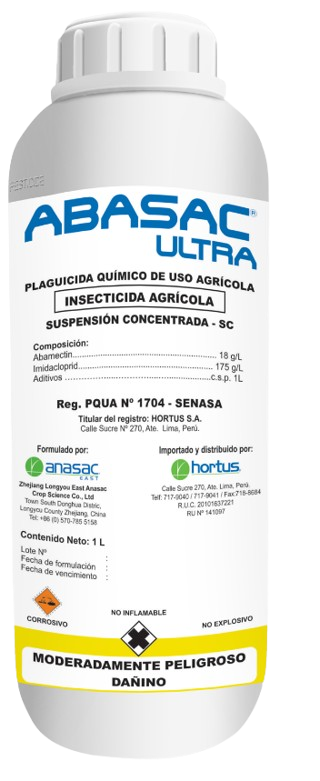 ABASAC®
ULTRA
PLAGUICIDA QUÍMICO DE USO AGRÍCOLA
INSECTICIDA AGRÍCOLA
SUSPENSIÓN CONCENTRADA - SC
Composición:
Abamectin........................................................ 18 g/L
Imidacloprid.................................................... 175 g/L
Aditivos ....................................................c.s.p. 1L
Reg. PQUA Nº 1704 - SENASA
Titular del registro: HORTUS S.A.
Calle Sucre Nº 270, Ate. Lima, Perú.
Formulado por:
anasac
EAST
Zhejiang Longyou East Anasac
Crop Science Co., Ltd
Town South Donghua District,
Longyou County Zhejiang, China
Tel: +86 (0) 570-785 5158
Importado y distribuido por:
hortus
Calle Sucre 270, Ate. Lima, Perú.
Telf: 717-9040 / 717-9041 / Fax 718-8684
R.U.C. 20101637221
RU Nº 141097
Contenido Neto: 1 L
Lote Nº :
Fecha de formulación :
Fecha de vencimiento :
CORROSIVO
NO INFLAMABLE
NO EXPLOSIVO
MODERADAMENTE PELIGROSO
DAÑINO